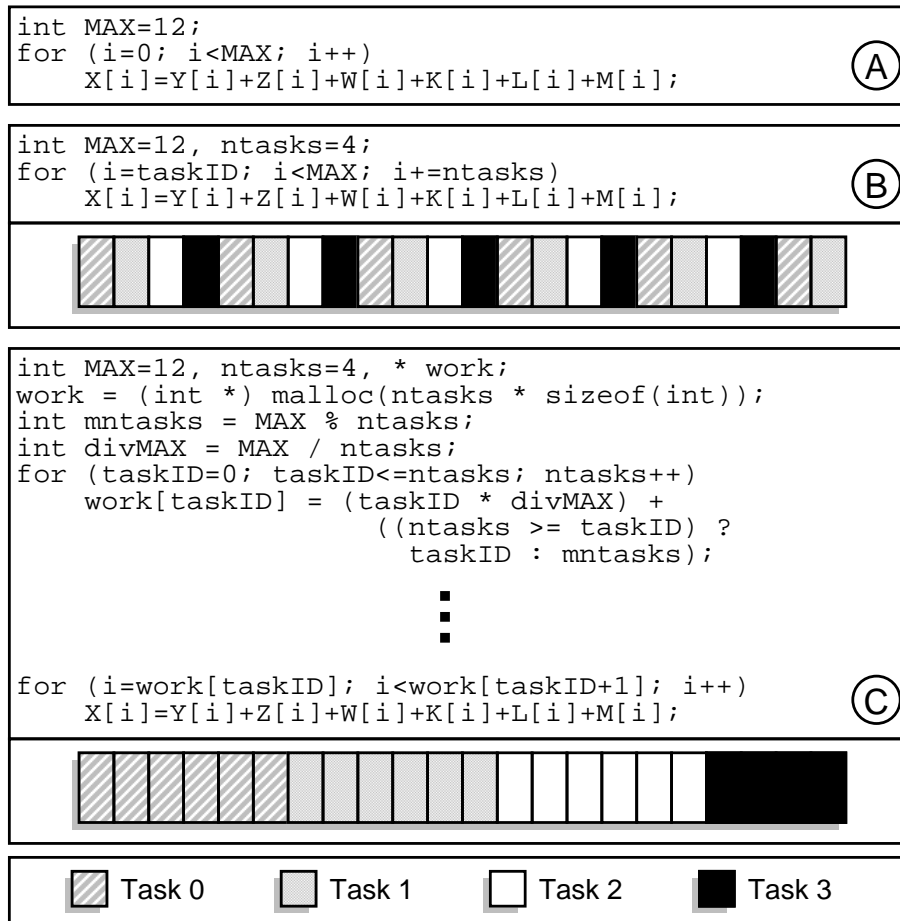 int MAX=12;
for (i=0; i<MAX; i++)
X[i]=Y[i]+Z[i]+W[i]+K[i]+L[i]+M[i];
A
int MAX=12, ntasks=4;
for (i=taskID; i<MAX; i+=ntasks)
X[i]=Y[i]+Z[i]+W[i]+K[i]+L[i]+M[i];
B
int MAX=12, ntasks=4, * work;
work = (int *) malloc(ntasks * sizeof(int));
int mntasks = MAX % ntasks;
int divMAX = MAX / ntasks;
for (taskID=0; taskID<=ntasks; ntasks++)
work[taskID] = (taskID * divMAX) +
((ntasks >= taskID) ?
taskID : mntasks);
for (i=work[taskID]; i<work[taskID+1]; i++)
X[i]=Y[i]+Z[i]+W[i]+K[i]+L[i]+M[i];
C
Task 0 Task 1 Task 2 Task 3